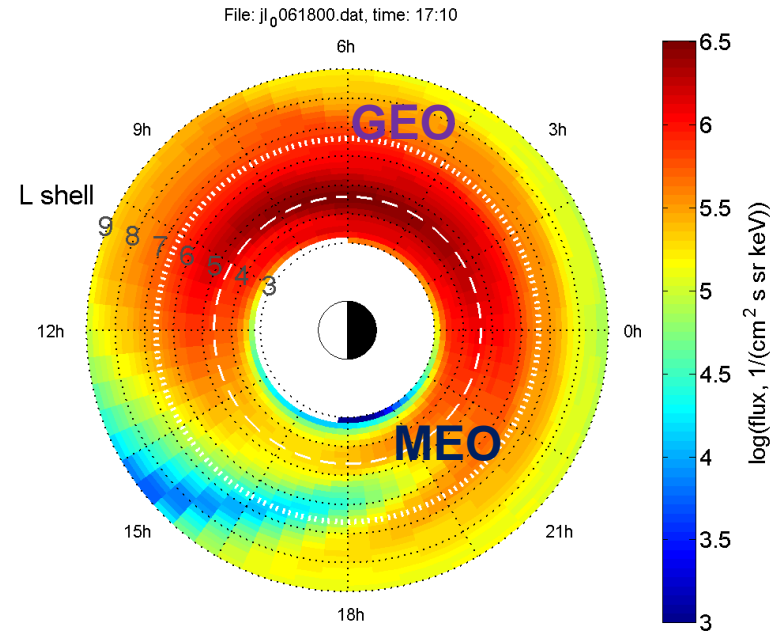 File: jI₀061800.dat, time: 17:10
6h
GEO
9h
3h
L shell
9 8 7 6 5 4 3
12h
0h
MEO
15h
21h
18h
6.5
6
5.5
5
4.5
4
3.5
3
log(flux, 1/(cm² s sr keV))